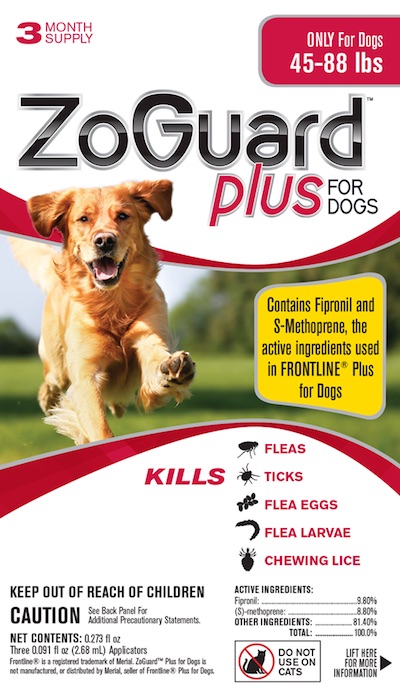 3 MONTH
SUPPLY
ONLY For Dogs
45-88 lbs
ZoGuard™
plus FOR
DOGS
Contains Fipronil and
S-Methoprene, the
active ingredients used
in FRONTLINE® Plus
for Dogs
KILLS
FLEAS
TICKS
FLEA EGGS
FLEA LARVAE
CHEWING LICE
KEEP OUT OF REACH OF CHILDREN
CAUTION See Back Panel For
Additional Precautionary Statements.
NET CONTENTS: 0.273 fl oz
Three 0.091 fl oz (2.68 mL) Applicators
Frontline® is a registered trademark of Merial. ZoGuard™ Plus for Dogs is
not manufactured, or distributed by Merial, seller of Frontline® Plus for Dogs.
ACTIVE INGREDIENTS:
Fipronil: ........................................9.80%
(S)-methoprene: ..............................8.80%
OTHER INGREDIENTS: ..................81.40%
TOTAL: ................100.0%
DO NOT
USE ON
CATS
LIFT HERE
FOR MORE
INFORMATION